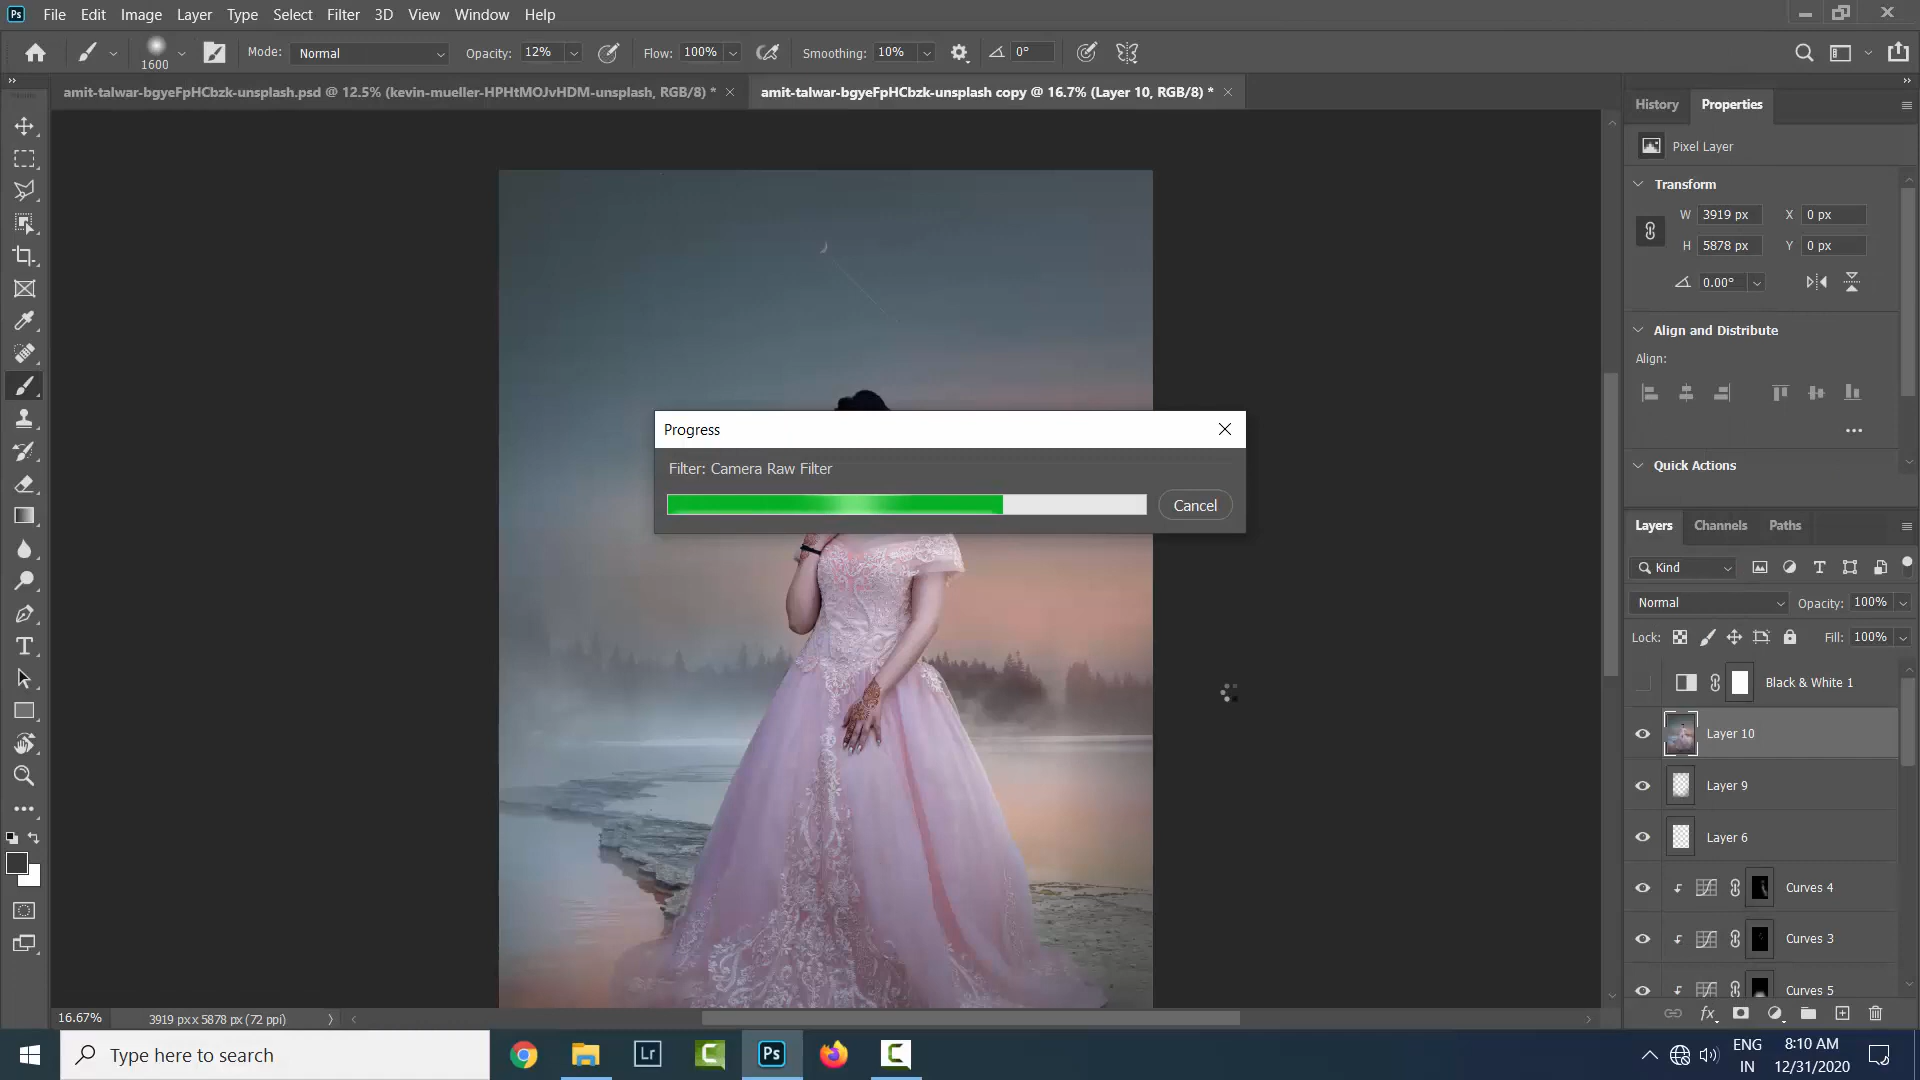 Ps File Edit Image Layer Type Select Filter 3D View Window Help
1600 Mode: Normal Opacity: 12% Flow: 100% Smoothing: 10% 0°
amit-talwar-bgyeFpHCbzk-unsplash.psd @ 12.5% (kevin-mueller-HPHtMOJvHDM-unsplash, RGB/8) * amit-talwar-bgyeFpHCbzk-unsplash copy @ 16.7% (Layer 10, RGB/8) *
History Properties
Pixel Layer
Transform
W 3919 px X 0 px
H 5878 px Y 0 px
0.00°
Align and Distribute
Align:
Quick Actions
Progress
Filter: Camera Raw Filter
Cancel
Layers Channels Paths
Kind
Normal Opacity: 100%
Lock: Fill: 100%
Black & White 1
Layer 10
Layer 9
Layer 6
Curves 4
Curves 3
Curves 5
16.67% 3919 px x 5878 px (72 ppi)
Type here to search
Lr
Ps
ENG
IN
8:10 AM
12/31/2020